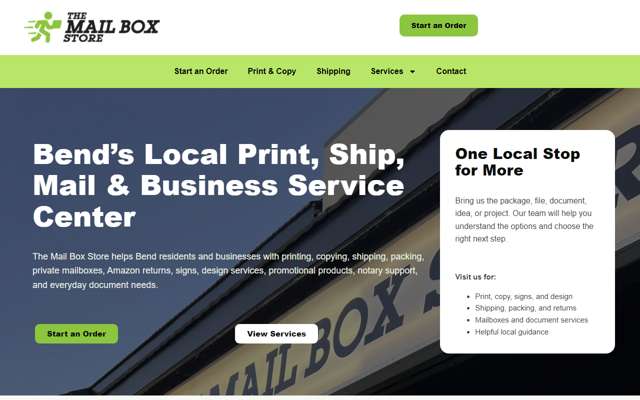 THE
MAIL BOX
STORE
Start an Order
Start an Order
Print & Copy
Shipping
Services
Contact
Bend’s Local Print, Ship,
Mail & Business Service
Center
The Mail Box Store helps Bend residents and businesses with printing, copying, shipping, packing,
private mailboxes, Amazon returns, signs, design services, promotional products, notary support,
and everyday document needs.
Start an Order
View Services
One Local Stop
for More
Bring us the package, file, document,
idea, or project. Our team will help you
understand the options and choose the
right next step.
Visit us for:
Print, copy, signs, and design
Shipping, packing, and returns
Mailboxes and document services
Helpful local guidance
MAIL BOX STORE